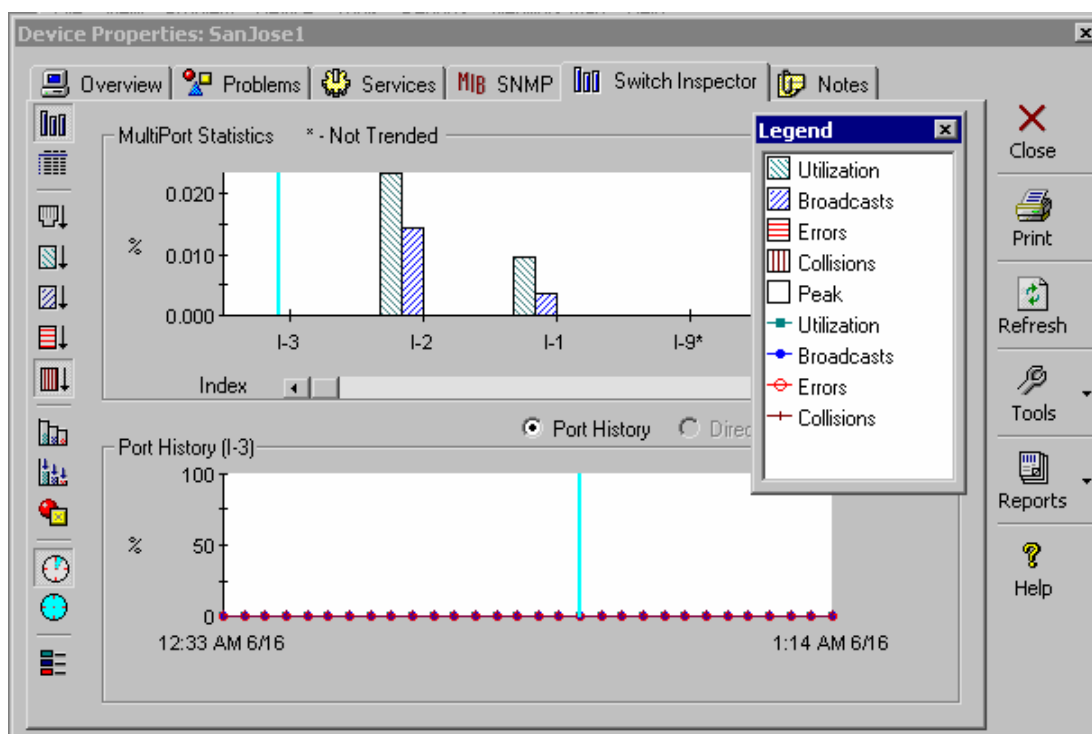 Device Properties: SanJose1
Overview
Problems
Services
MIB SNMP
Switch Inspector
Notes
MultiPort Statistics * - Not Trended
0.020
%
0.010
0.000
I-3 I-2 I-1 I-9*
Index
Port History
Port History (I-3)
100
%
50
0
12:33 AM 6/16 1:14 AM 6/16
Legend
Utilization
Broadcasts
Errors
Collisions
Peak
Utilization
Broadcasts
Errors
Collisions
Close
Print
Refresh
Tools
Reports
Help